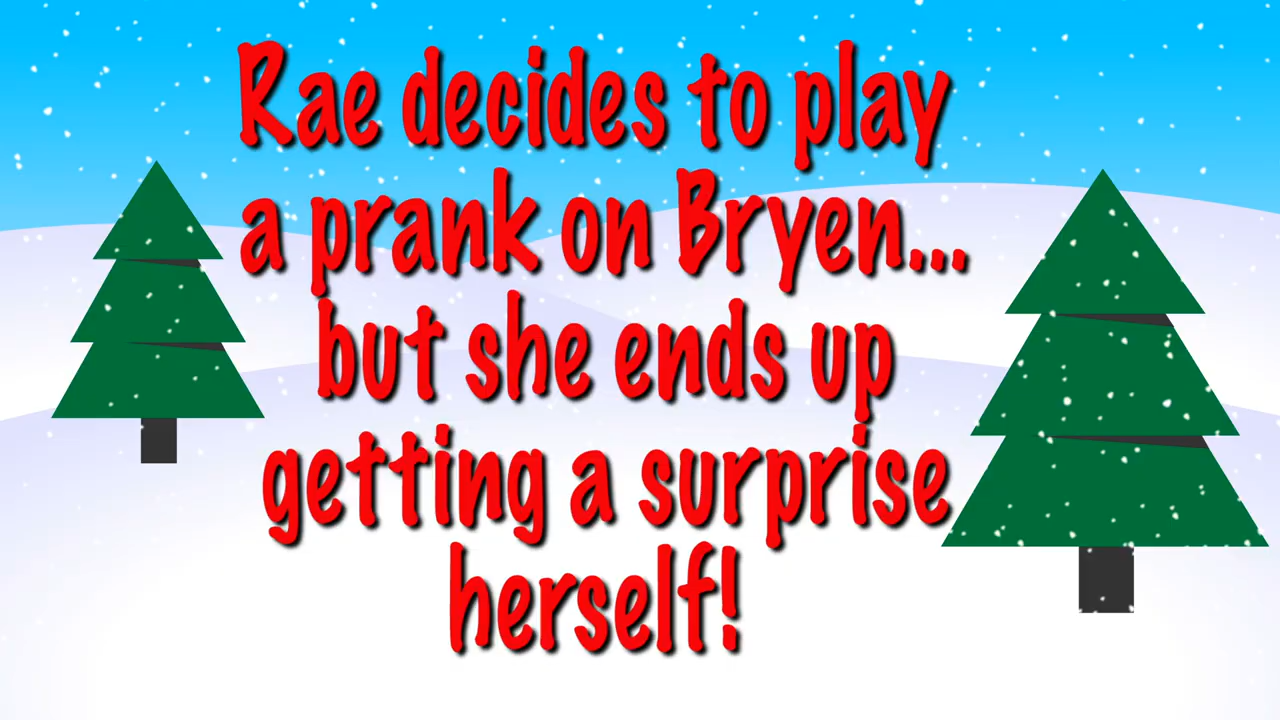 Rae decides to play
a prank on Bryen...
but she ends up
getting a surprise
herself!